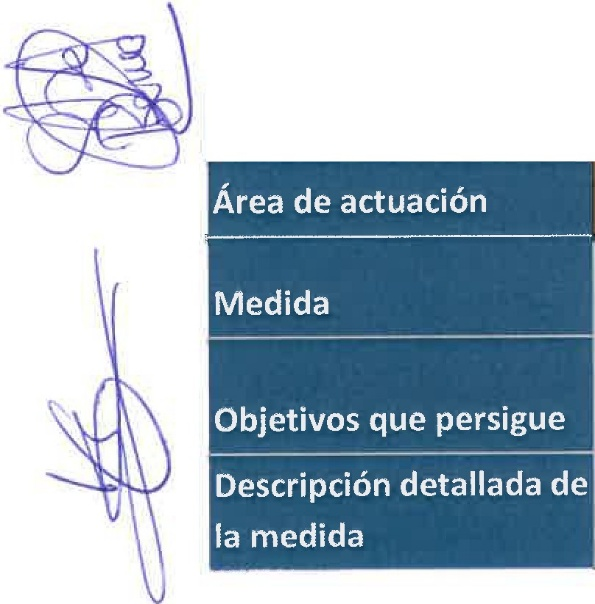 Área de actuación
Medida
Objetivos que persigue
Descripción detallada de
la medida